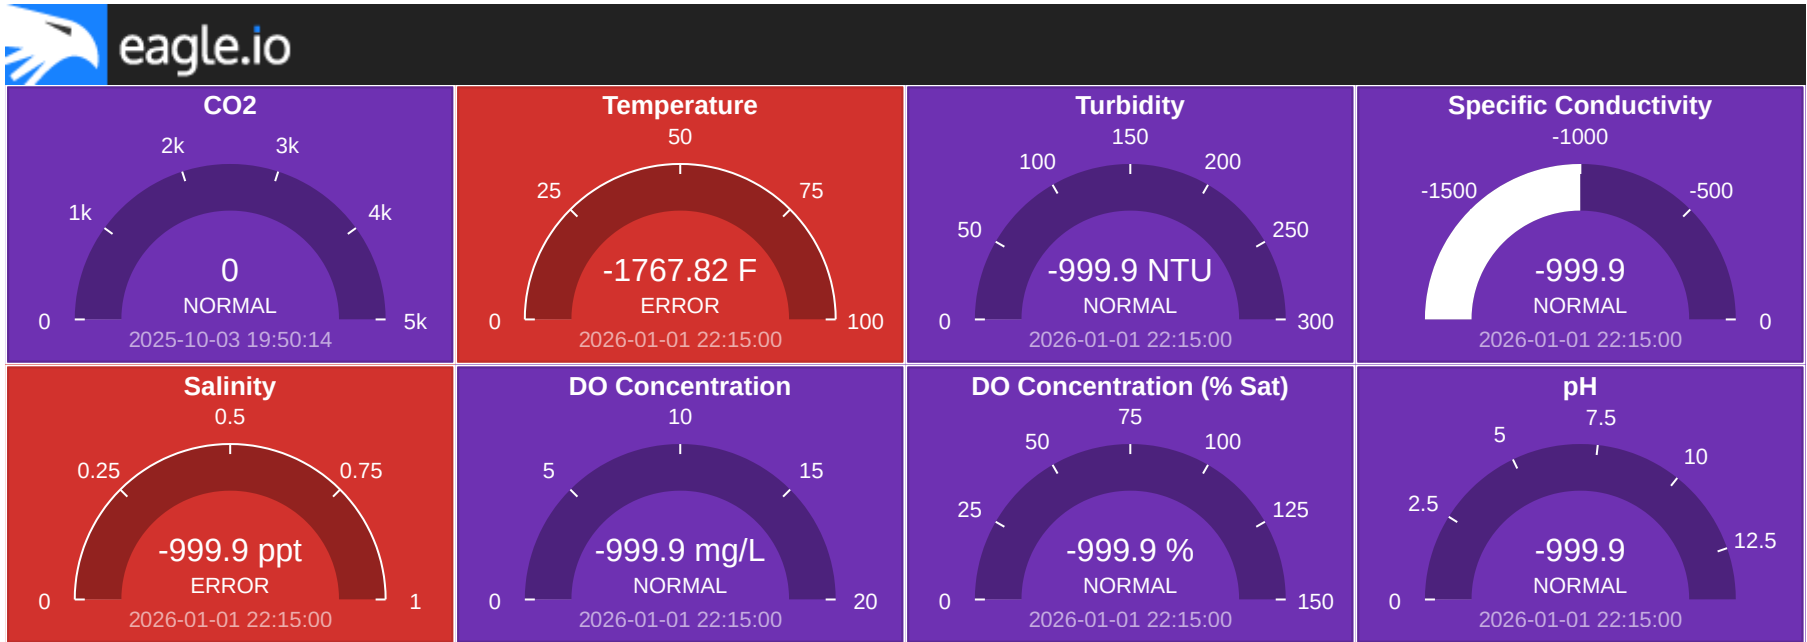 eagle.io
CO2
0
1k
2k
3k
4k
5k
0
NORMAL
2025-10-03 19:50:14
Temperature
0
25
50
75
100
-1767.82 F
ERROR
2026-01-01 22:15:00
Turbidity
0
50
100
150
200
250
300
-999.9 NTU
NORMAL
2026-01-01 22:15:00
Specific Conductivity
-1500
-1000
-500
0
-999.9
NORMAL
2026-01-01 22:15:00
Salinity
0
0.25
0.5
0.75
1
-999.9 ppt
ERROR
2026-01-01 22:15:00
DO Concentration
0
5
10
15
20
-999.9 mg/L
NORMAL
2026-01-01 22:15:00
DO Concentration (% Sat)
0
25
50
75
100
125
150
-999.9 %
NORMAL
2026-01-01 22:15:00
pH
0
2.5
5
7.5
10
12.5
-999.9
NORMAL
2026-01-01 22:15:00